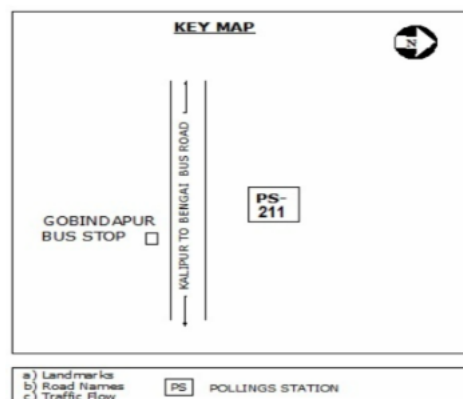 KEY MAP
N
KALIPUR TO BENGAI BUS ROAD
PS-
211
GOBINDAPUR
BUS STOP
a) Landmarks
b) Road Names
c) Traffic Flow
PS POLLINGS STATION